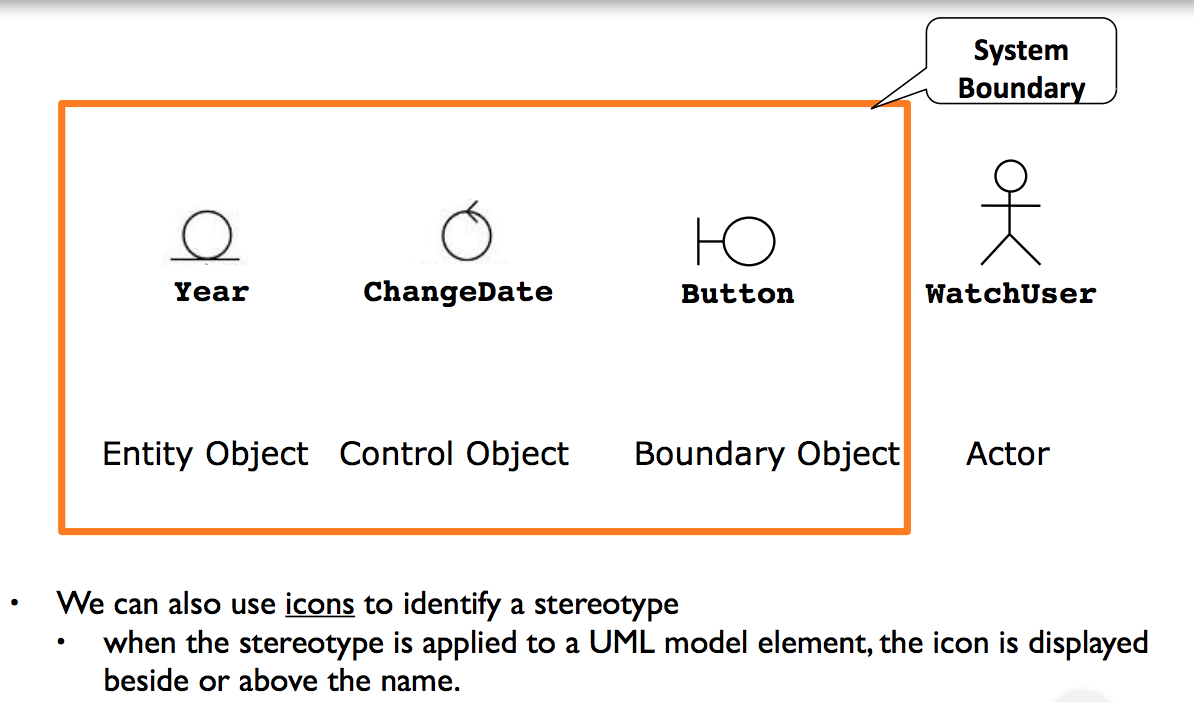 System
Boundary
Year
ChangeDate
Button
WatchUser
Entity Object
Control Object
Boundary Object
Actor
• We can also use icons to identify a stereotype
• when the stereotype is applied to a UML model element, the icon is displayed
beside or above the name.